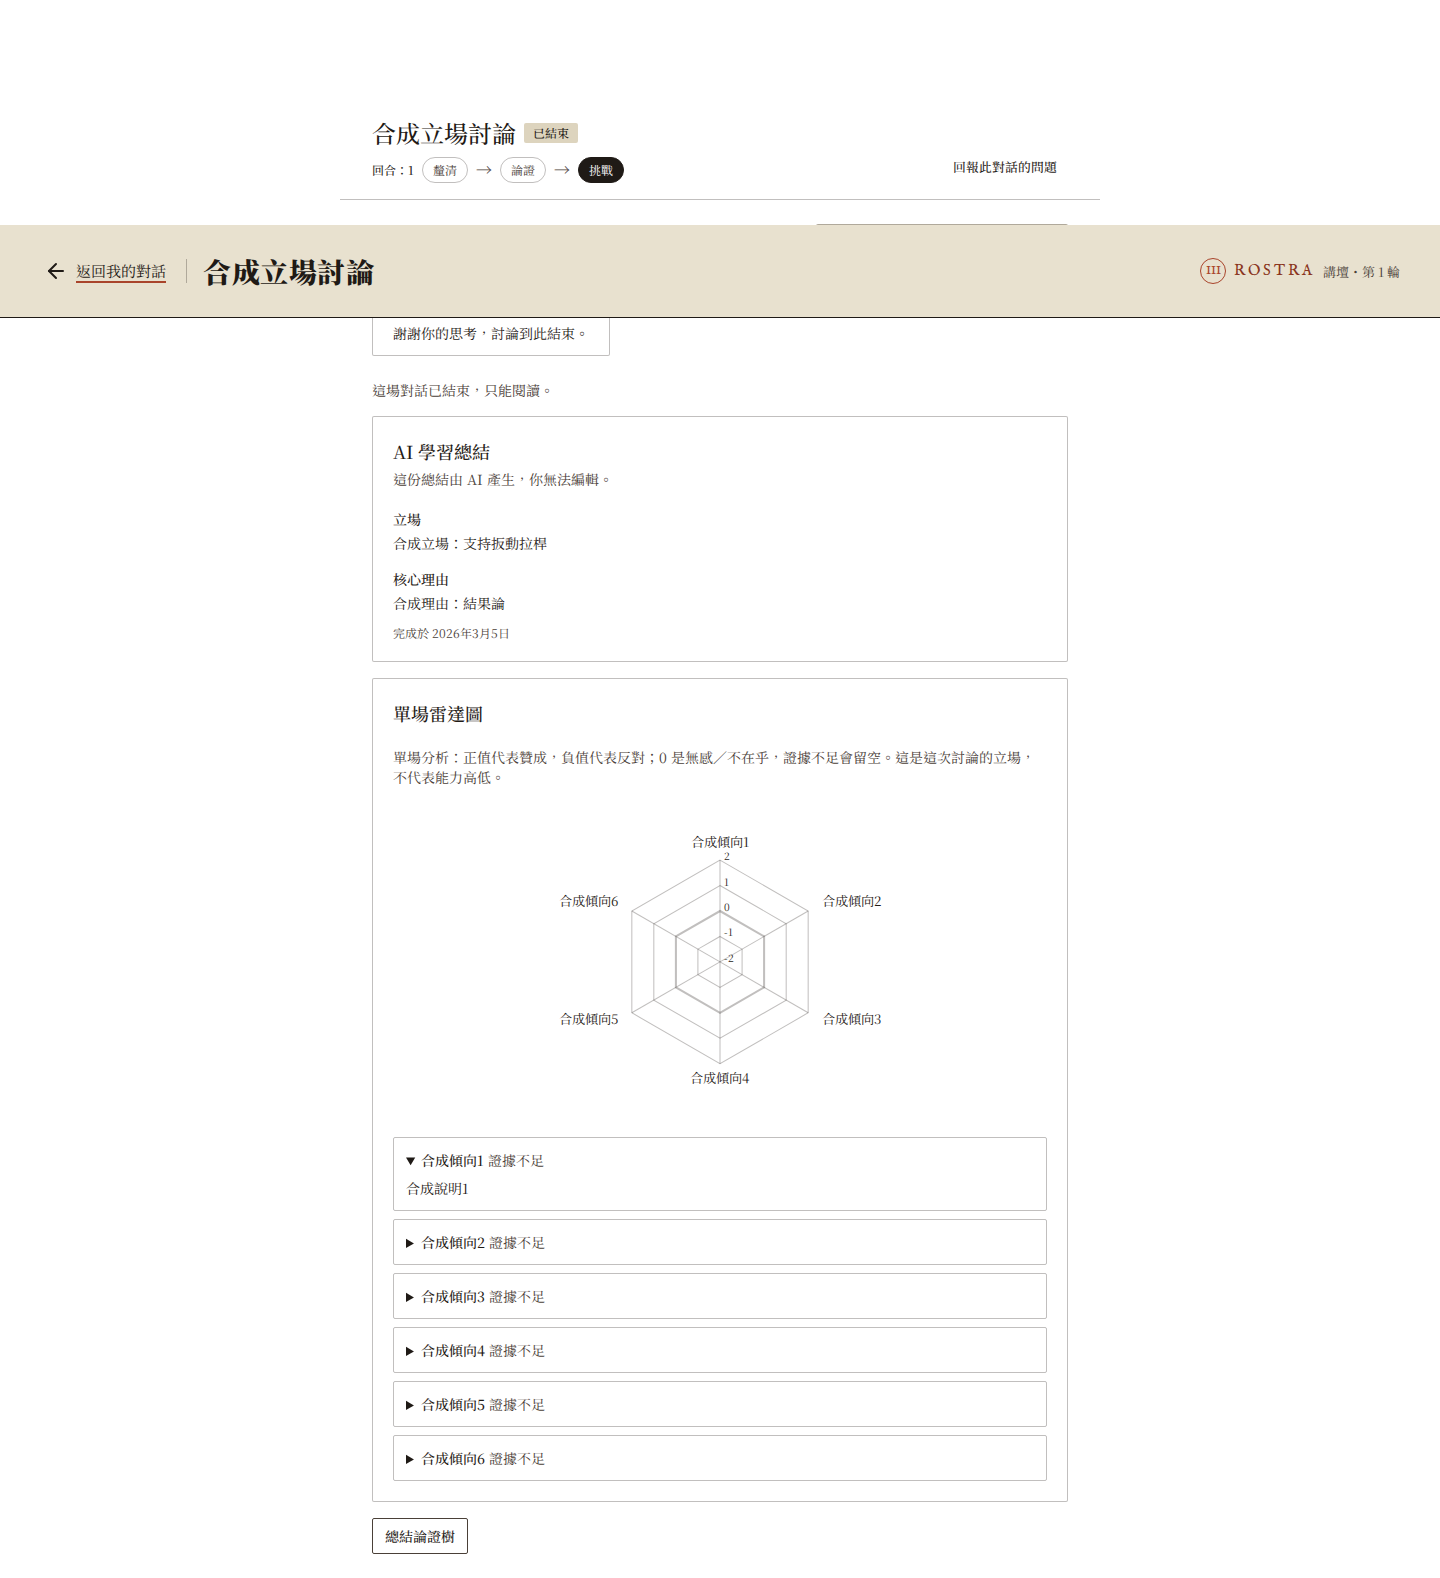 合成立場討論 已結束
回合：1 釐清 → 論證 → 挑戰
回報此對話的問題
← 返回我的對話 合成立場討論 III ROSTRA 講壇・第 1 輪
謝謝你的思考，討論到此結束。
這場對話已結束，只能閱讀。
AI 學習總結
這份總結由 AI 產生，你無法編輯。
立場
合成立場：支持扳動拉桿
核心理由
合成理由：結果論
完成於 2026年3月5日
單場雷達圖
單場分析：正值代表贊成，負值代表反對；0 是無感／不在乎，證據不足會留空。這是這次討論的立場，
不代表能力高低。
合成傾向1
2
1
0
-1
-2
合成傾向6
合成傾向2
合成傾向5
合成傾向3
合成傾向4
合成傾向1 證據不足
合成說明1
合成傾向2 證據不足
合成傾向3 證據不足
合成傾向4 證據不足
合成傾向5 證據不足
合成傾向6 證據不足
總結論證樹